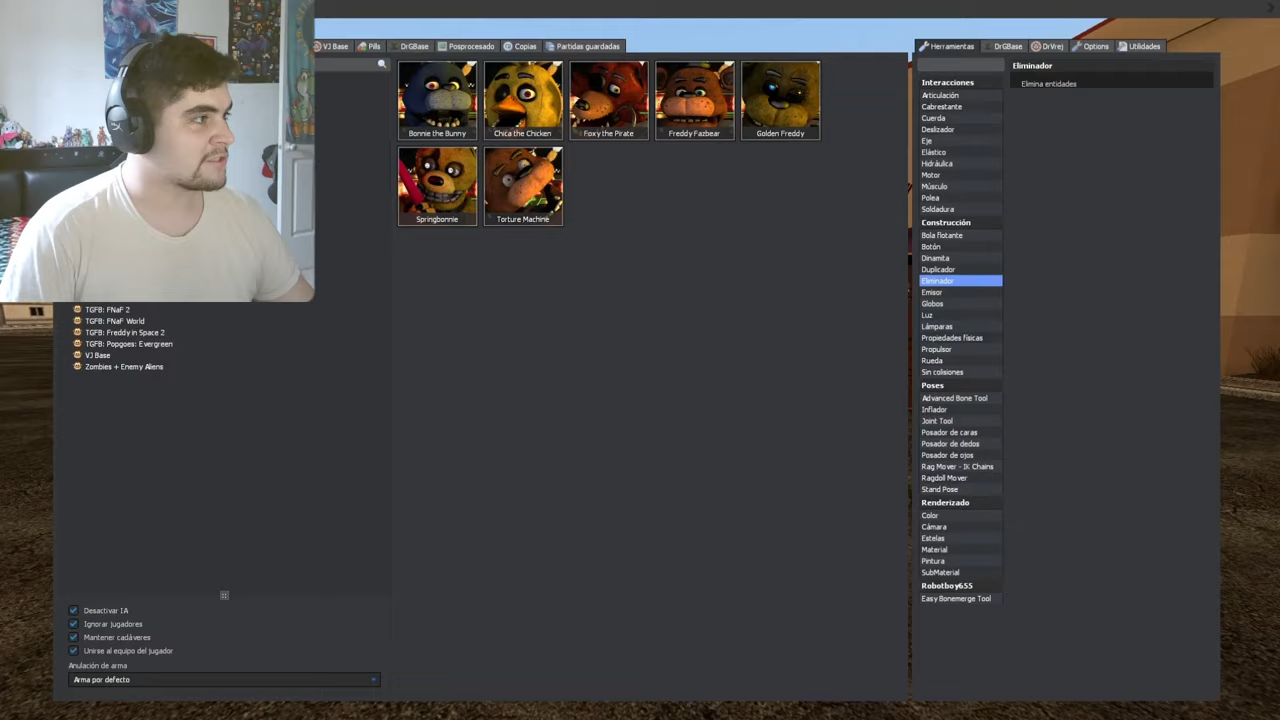 VJ Base
Pills
DrGBase
Posprocesado
Copias
Partidas guardadas
Bonnie the Bunny
Chica the Chicken
Foxy the Pirate
Freddy Fazbear
Golden Freddy
Springbonnie
Torture Machine
TGFB: FNaF 2
TGFB: FNaF World
TGFB: Freddy in Space 2
TGFB: Popgoes: Evergreen
VJ Base
Zombies + Enemy Aliens
Desactivar IA
Ignorar jugadores
Mantener cadáveres
Unirse al equipo del jugador
Anulación de arma
Arma por defecto
Herramientas
DrGBase
DrVrej
Options
Utilidades
Interacciones
Articulación
Cabrestante
Cuerda
Deslizador
Eje
Elástico
Hidráulica
Motor
Músculo
Polea
Soldadura
Construcción
Bola flotante
Botón
Dinamita
Duplicador
Eliminador
Emisor
Globos
Luz
Lámparas
Propiedades físicas
Propulsor
Rueda
Sin colisiones
Poses
Advanced Bone Tool
Inflador
Joint Tool
Posador de caras
Posador de dedos
Posador de ojos
Rag Mover - IK Chains
Ragdoll Mover
Stand Pose
Renderizado
Color
Cámara
Estelas
Material
Pintura
SubMaterial
Robotboy655
Easy Bonemerge Tool
Eliminador
Elimina entidades